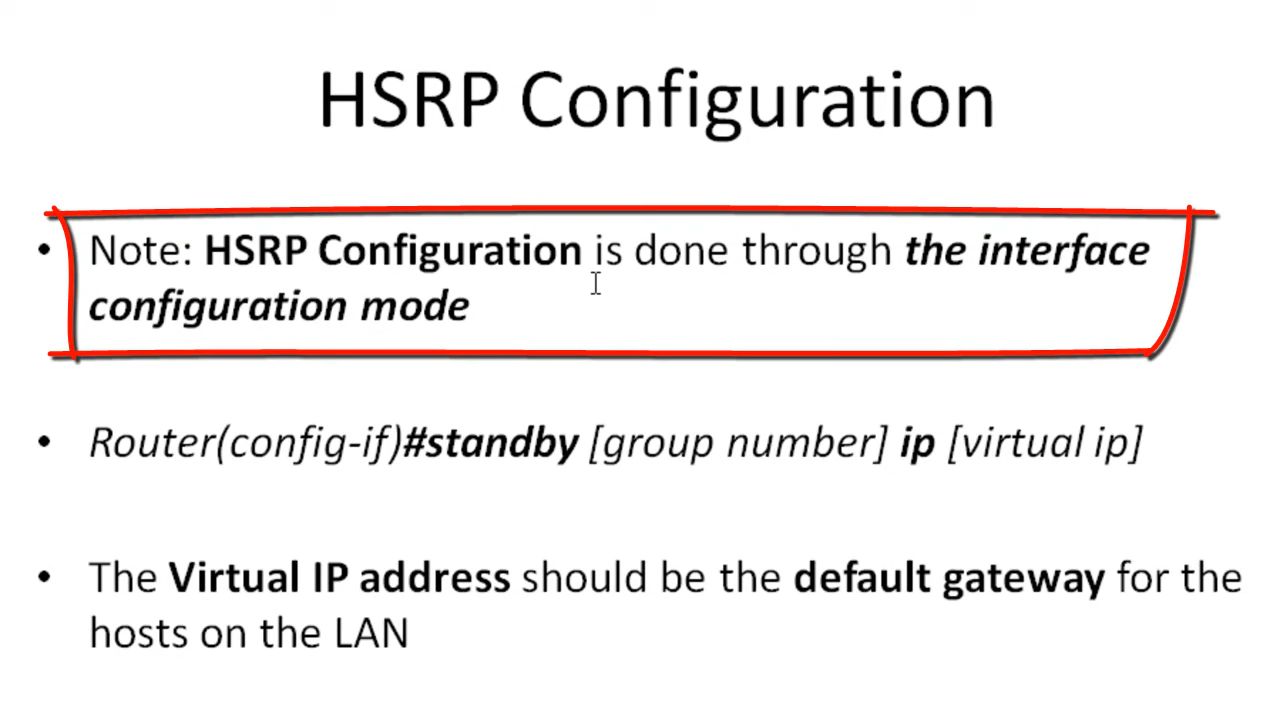 HSRP Configuration
• Note: HSRP Configuration is done through the interface
configuration mode
• Router(config-if)#standby [group number] ip [virtual ip]
• The Virtual IP address should be the default gateway for the
hosts on the LAN